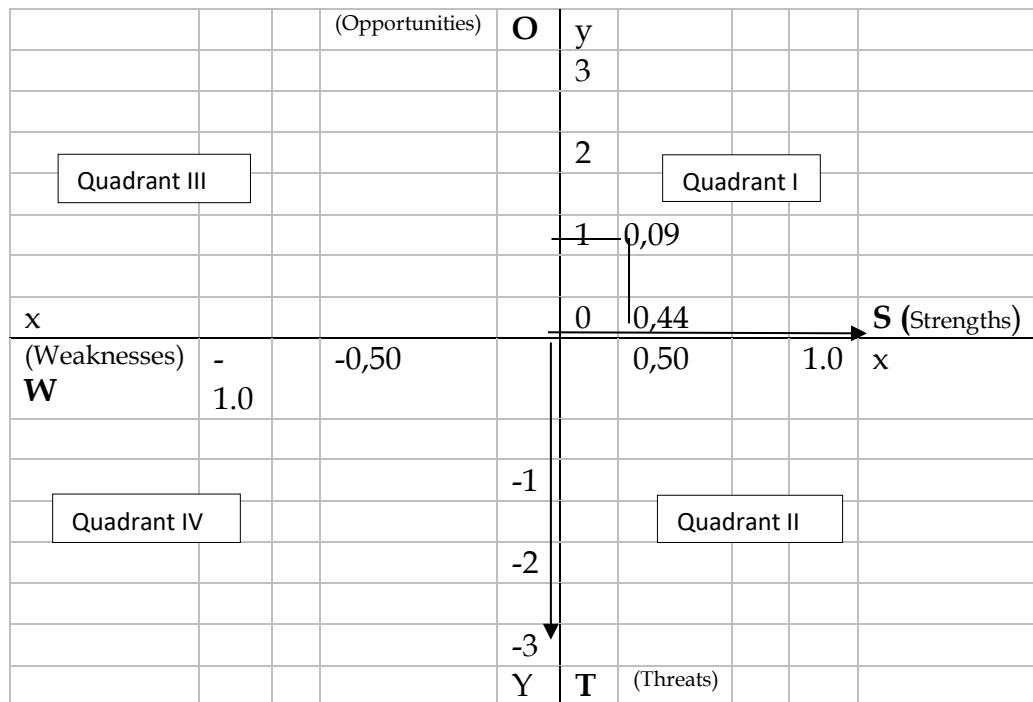 (Opportunities) O y
3
2
Quadrant III Quadrant I
1 0,09
x 0 0,44 S (Strengths)
(Weaknesses) - -0,50 0,50 1.0 x
W 1.0
-1
Quadrant IV Quadrant II
-2
-3
Y T (Threats)